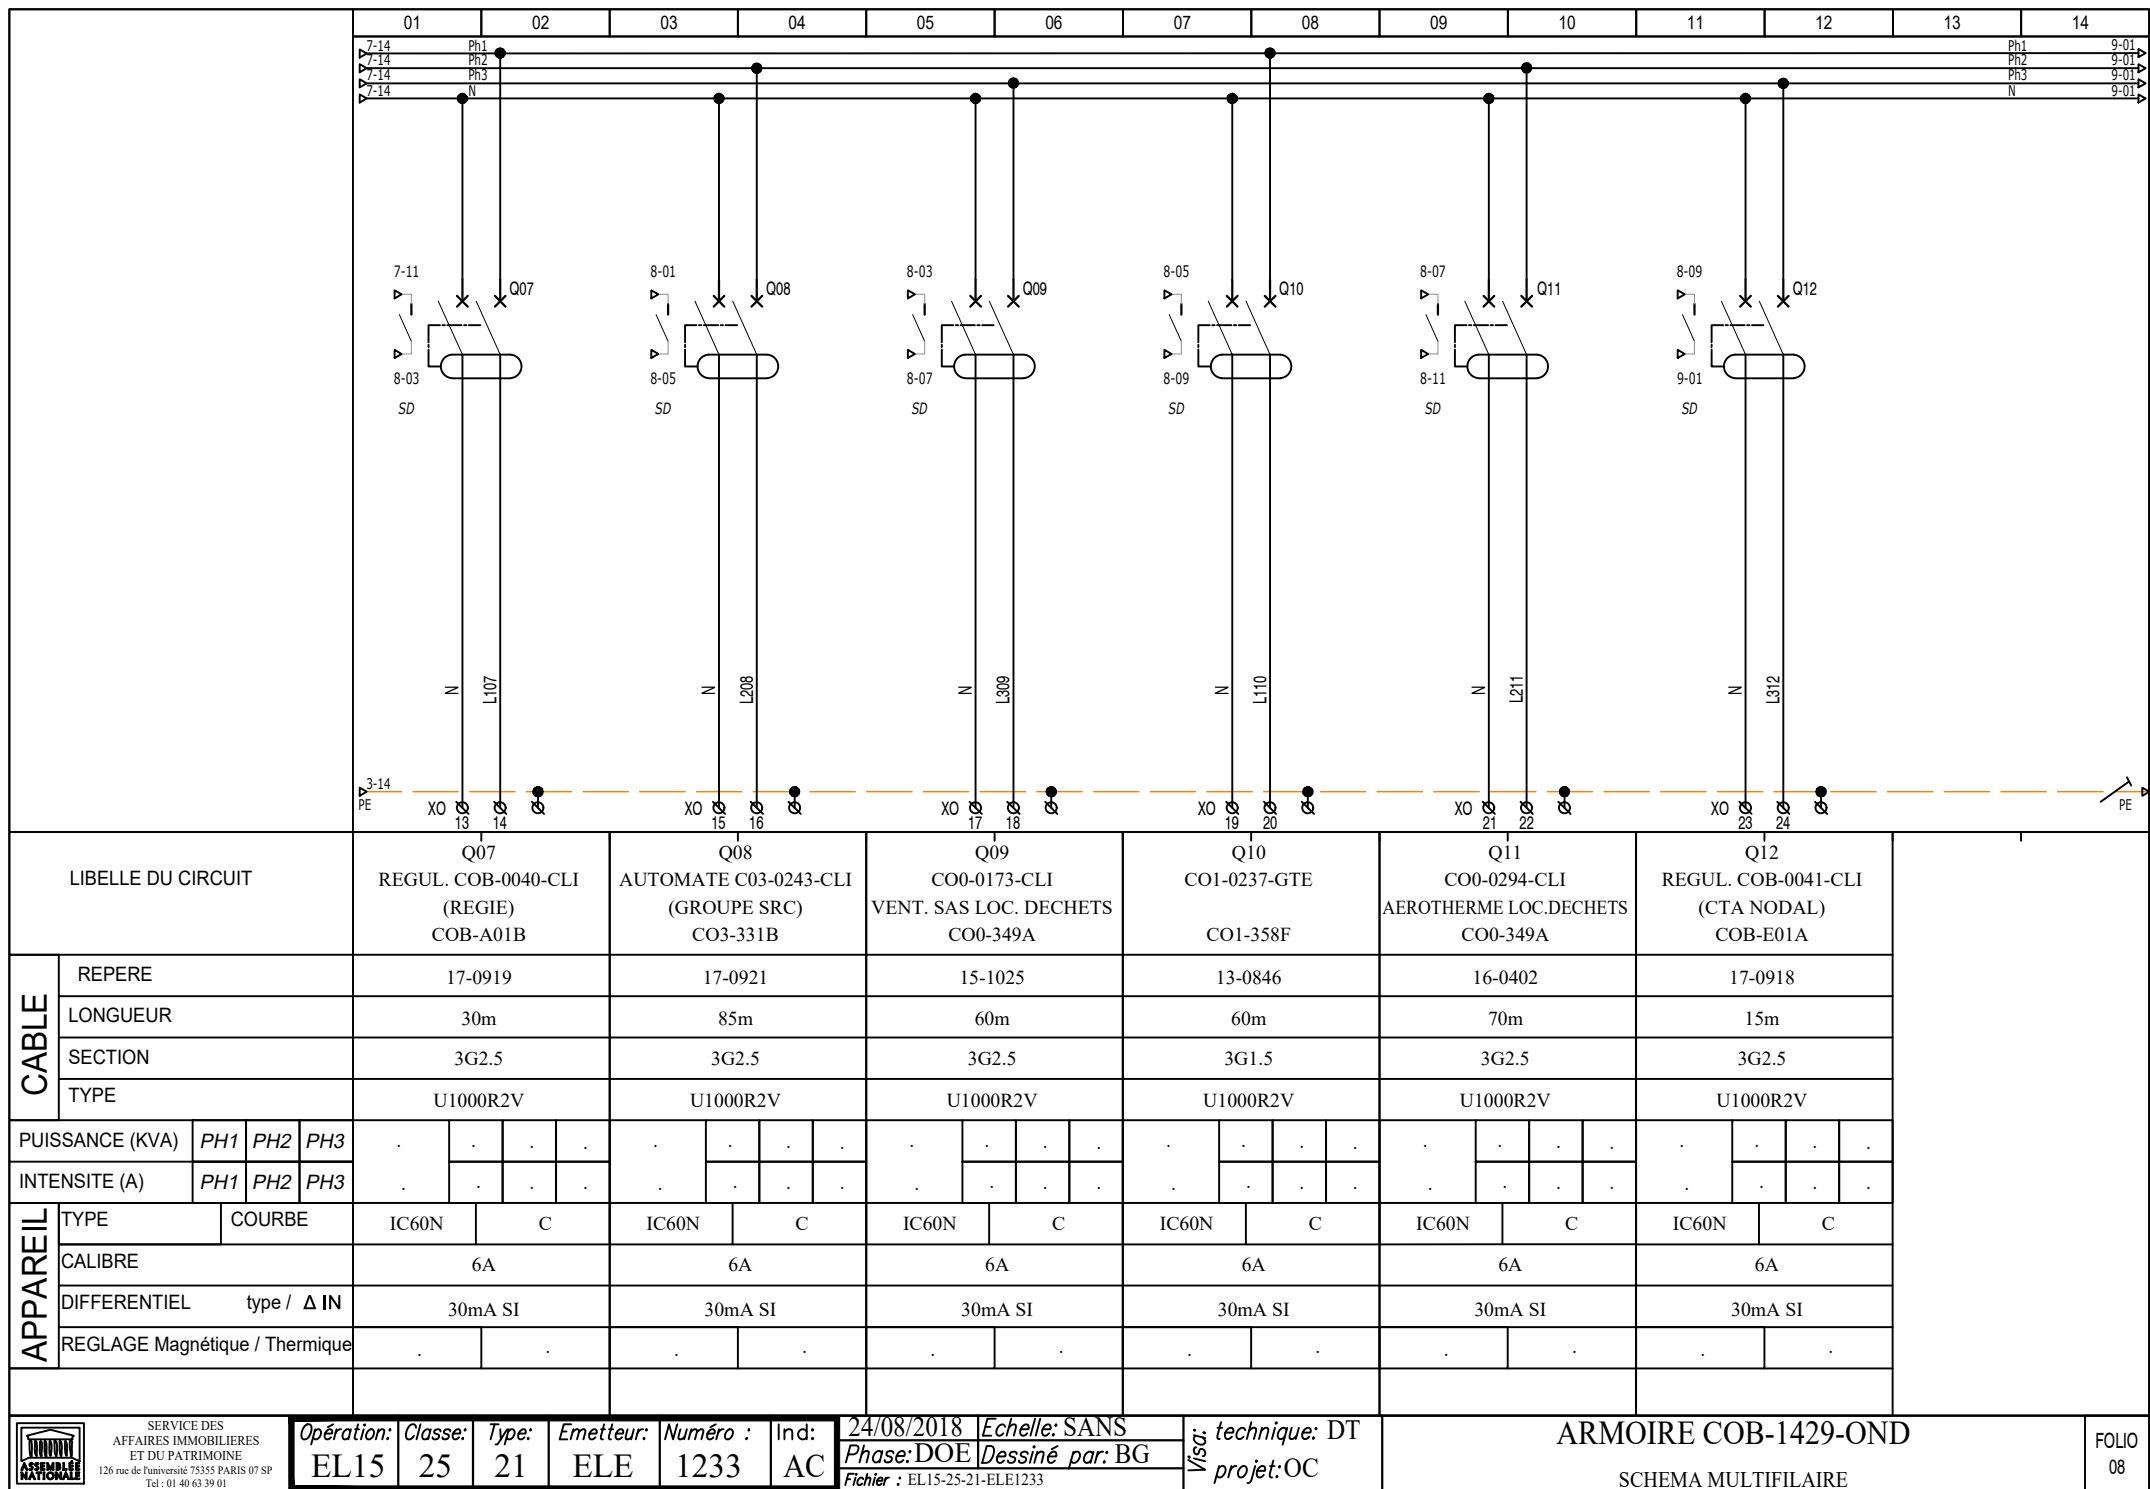 01 02 03 04 05 06 07 08 09 10 11 12 13 14
7-14 Ph1 Ph1 9-01
7-14 Ph2 Ph2 9-01
7-14 Ph3 Ph3 9-01
7-14 N N 9-01
7-11 8-01 8-03 8-05 8-07 8-09
Q07 Q08 Q09 Q10 Q11 Q12
8-03 8-05 8-07 8-09 8-11 9-01
SD SD SD SD SD SD
N L107 N L208 N L309 N L110 N L211 N L312
3-14
PE PE
XO XO XO XO XO XO
13 14 15 16 17 18 19 20 21 22 23 24
LIBELLE DU CIRCUIT
Q07
REGUL. COB-0040-CLI
(REGIE)
COB-A01B
Q08
AUTOMATE C03-0243-CLI
(GROUPE SRC)
CO3-331B
Q09
CO0-0173-CLI
VENT. SAS LOC. DECHETS
CO0-349A
Q10
CO1-0237-GTE
CO1-358F
Q11
CO0-0294-CLI
AEROTHERME LOC.DECHETS
CO0-349A
Q12
REGUL. COB-0041-CLI
(CTA NODAL)
COB-E01A
CABLE
REPERE 17-0919 17-0921 15-1025 13-0846 16-0402 17-0918
LONGUEUR 30m 85m 60m 60m 70m 15m
SECTION 3G2.5 3G2.5 3G2.5 3G1.5 3G2.5 3G2.5
TYPE U1000R2V U1000R2V U1000R2V U1000R2V U1000R2V U1000R2V
PUISSANCE (KVA) PH1 PH2 PH3 . . . . . . . . . . . . . . . . . . . . . . . .
INTENSITE (A) PH1 PH2 PH3 . . . . . . . . . . . . . . . . . . . . . . . .
APPAREIL
TYPE COURBE IC60N C IC60N C IC60N C IC60N C IC60N C IC60N C
CALIBRE 6A 6A 6A 6A 6A 6A
DIFFERENTIEL type / Δ IN 30mA SI 30mA SI 30mA SI 30mA SI 30mA SI 30mA SI
REGLAGE Magnétique / Thermique . . . . . . . . . . . .
ASSEMBLÉE
NATIONALE
SERVICE DES
AFFAIRES IMMOBILIERES
ET DU PATRIMOINE
126 rue de l'université 75355 PARIS 07 SP
Tel : 01 40 63 39 01
Opération: Classe: Type: Emetteur: Numéro : Ind:
EL15 25 21 ELE 1233 AC
24/08/2018 Echelle: SANS
Phase: DOE Dessiné par: BG
Fichier : EL15-25-21-ELE1233
Visa: technique: DT
projet: OC
ARMOIRE COB-1429-OND
SCHEMA MULTIFILAIRE
FOLIO
08